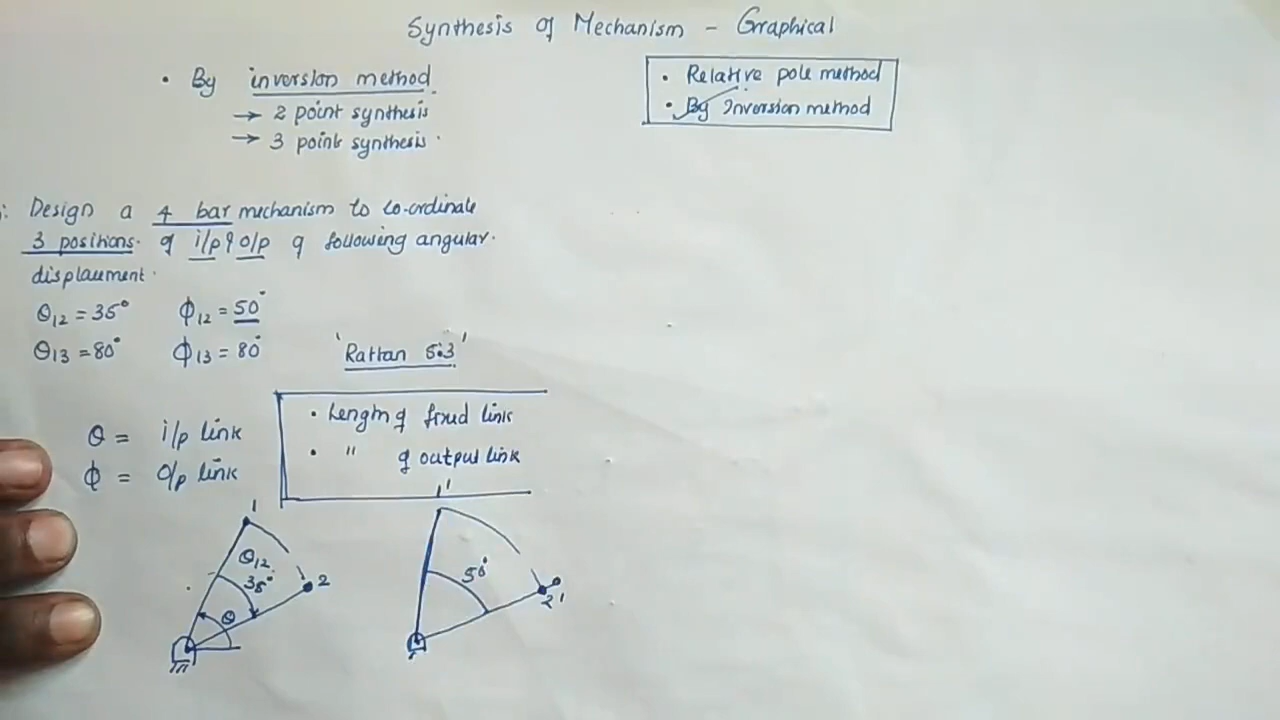 Synthesis of Mechanism - Graphical
• By inversion method.
→ 2 point synthesis
→ 3 point synthesis.
• Relative pole method
• By Inversion method
: Design a 4 bar mechanism to co-ordinate
3 positions. of i/p & o/p of following angular.
displacement.
θ12 = 35° ϕ12 = 50°
θ13 = 80° ϕ13 = 80°
'Rattan 5.3'
θ = i/p link
ϕ = O/p link
• Length of fixed link
• " of output link
1
θ12
35°
2
θ
1'
50°
2'